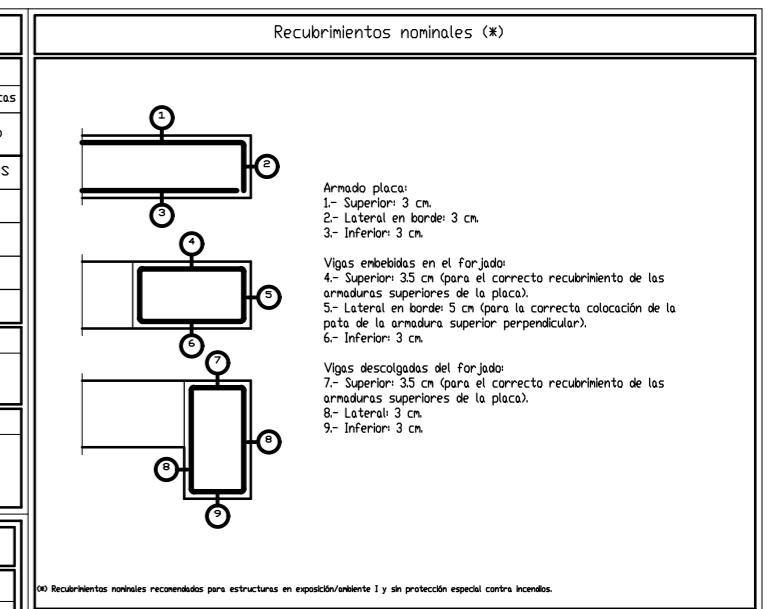 Recubrimientos nominales (*)
cas
o
S
1
2
3
4
5
6
7
8
8
9
Armado placa:
1.- Superior: 3 cm.
2.- Lateral en borde: 3 cm.
3.- Inferior: 3 cm.
Vigas embebidas en el forjado:
4.- Superior: 3.5 cm (para el correcto recubrimiento de las
armaduras superiores de la placa).
5.- Lateral en borde: 5 cm (para la correcta colocación de la
pata de la armadura superior perpendicular).
6.- Inferior: 3 cm.
Vigas descolgadas del forjado:
7.- Superior: 3.5 cm (para el correcto recubrimiento de las
armaduras superiores de la placa).
8.- Lateral: 3 cm.
9.- Inferior: 3 cm.
(*) Recubrimientos nominales recomendados para estructuras en exposición/ambiente I y sin protección especial contra incendios.